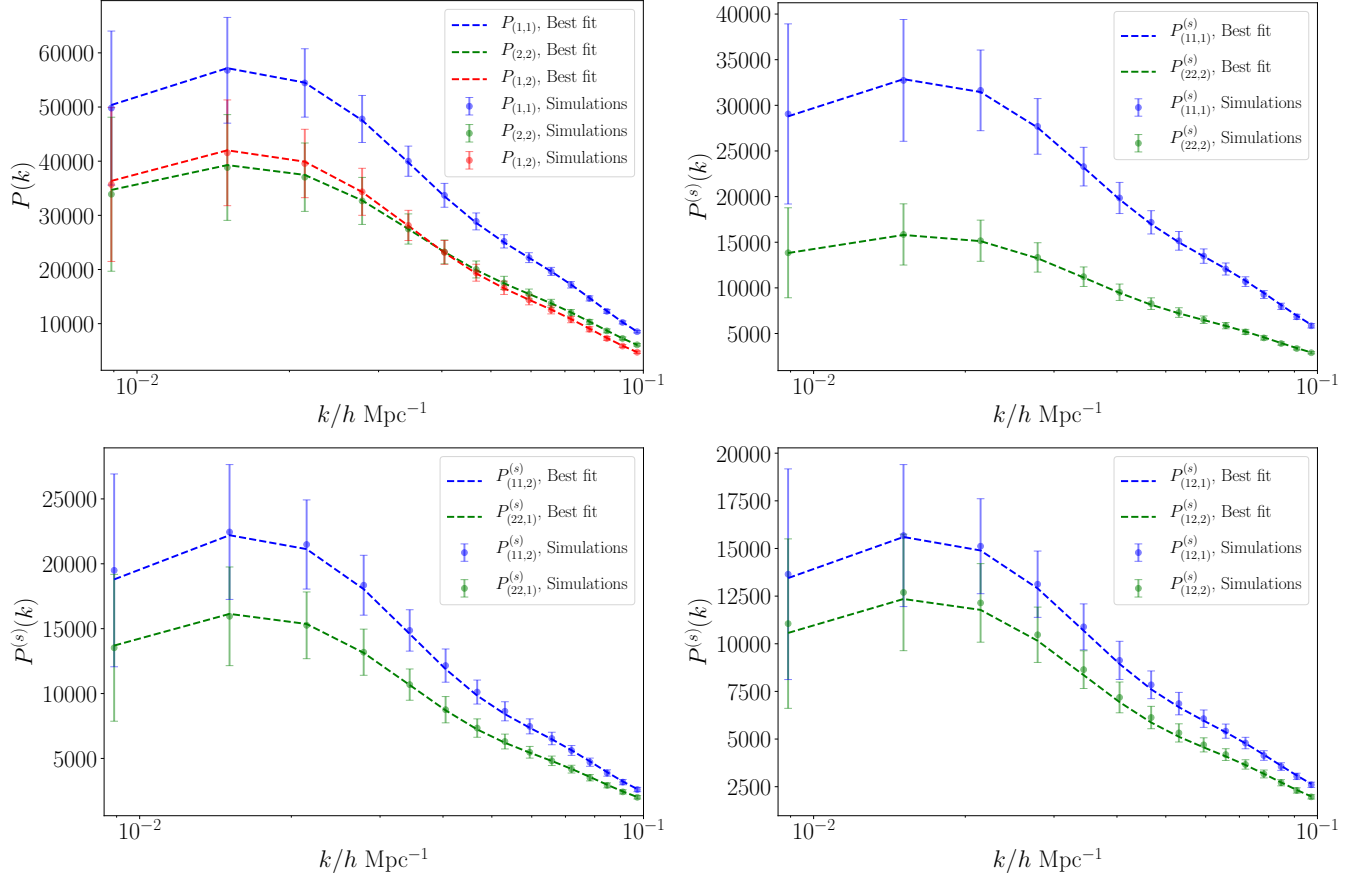 60000
50000
40000
30000
20000
10000
P(k)
10⁻²
10⁻¹
k/h Mpc⁻¹
P_(1,1), Best fit
P_(2,2), Best fit
P_(1,2), Best fit
P_(1,1), Simulations
P_(2,2), Simulations
P_(1,2), Simulations
40000
35000
30000
25000
20000
15000
10000
5000
P^(s)(k)
10⁻²
10⁻¹
k/h Mpc⁻¹
P^(s)_(11,1), Best fit
P^(s)_(22,2), Best fit
P^(s)_(11,1), Simulations
P^(s)_(22,2), Simulations
25000
20000
15000
10000
5000
P^(s)(k)
10⁻²
10⁻¹
k/h Mpc⁻¹
P^(s)_(11,2), Best fit
P^(s)_(22,1), Best fit
P^(s)_(11,2), Simulations
P^(s)_(22,1), Simulations
20000
17500
15000
12500
10000
7500
5000
2500
P^(s)(k)
10⁻²
10⁻¹
k/h Mpc⁻¹
P^(s)_(12,1), Best fit
P^(s)_(12,2), Best fit
P^(s)_(12,1), Simulations
P^(s)_(12,2), Simulations